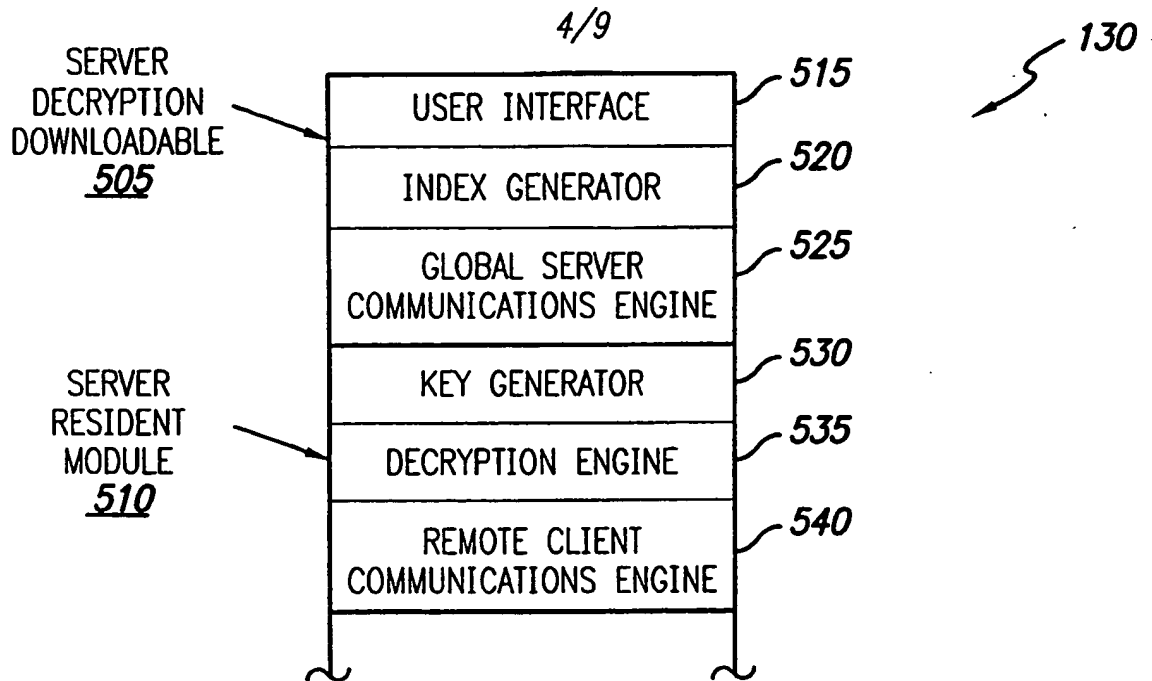 4/9
130
SERVER
DECRYPTION
DOWNLOADABLE
505
USER INTERFACE
515
INDEX GENERATOR
520
GLOBAL SERVER
COMMUNICATIONS ENGINE
525
SERVER
RESIDENT
MODULE
510
KEY GENERATOR
530
DECRYPTION ENGINE
535
REMOTE CLIENT
COMMUNICATIONS ENGINE
540